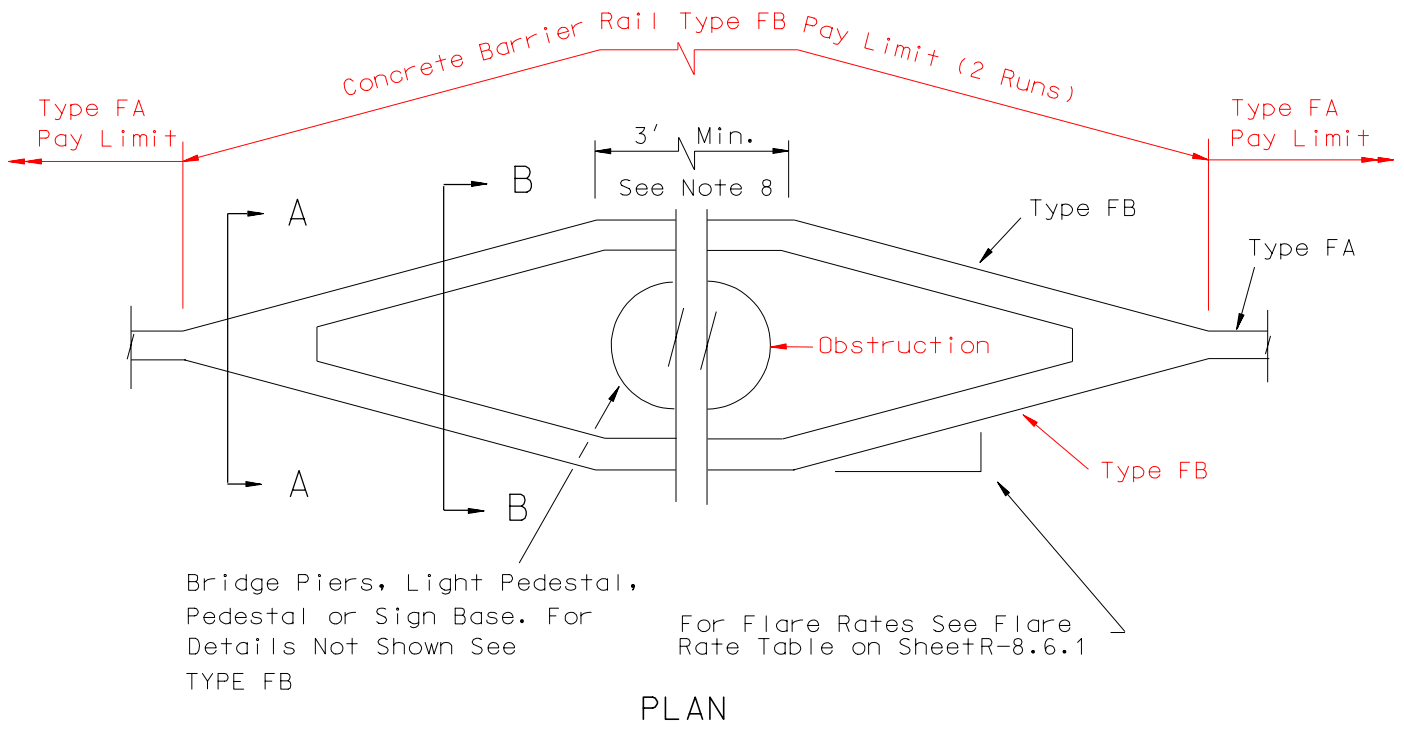 Concrete Barrier Rail Type FB Pay Limit (2 Runs)
Type FA
Pay Limit
Type FA
Pay Limit
3' Min.
See Note 8
A
B
Type FB
Type FA
Obstruction
A
B
Type FB
Bridge Piers, Light Pedestal,
Pedestal or Sign Base. For
Details Not Shown See
TYPE FB
For Flare Rates See Flare
Rate Table on SheetR-8.6.1
PLAN